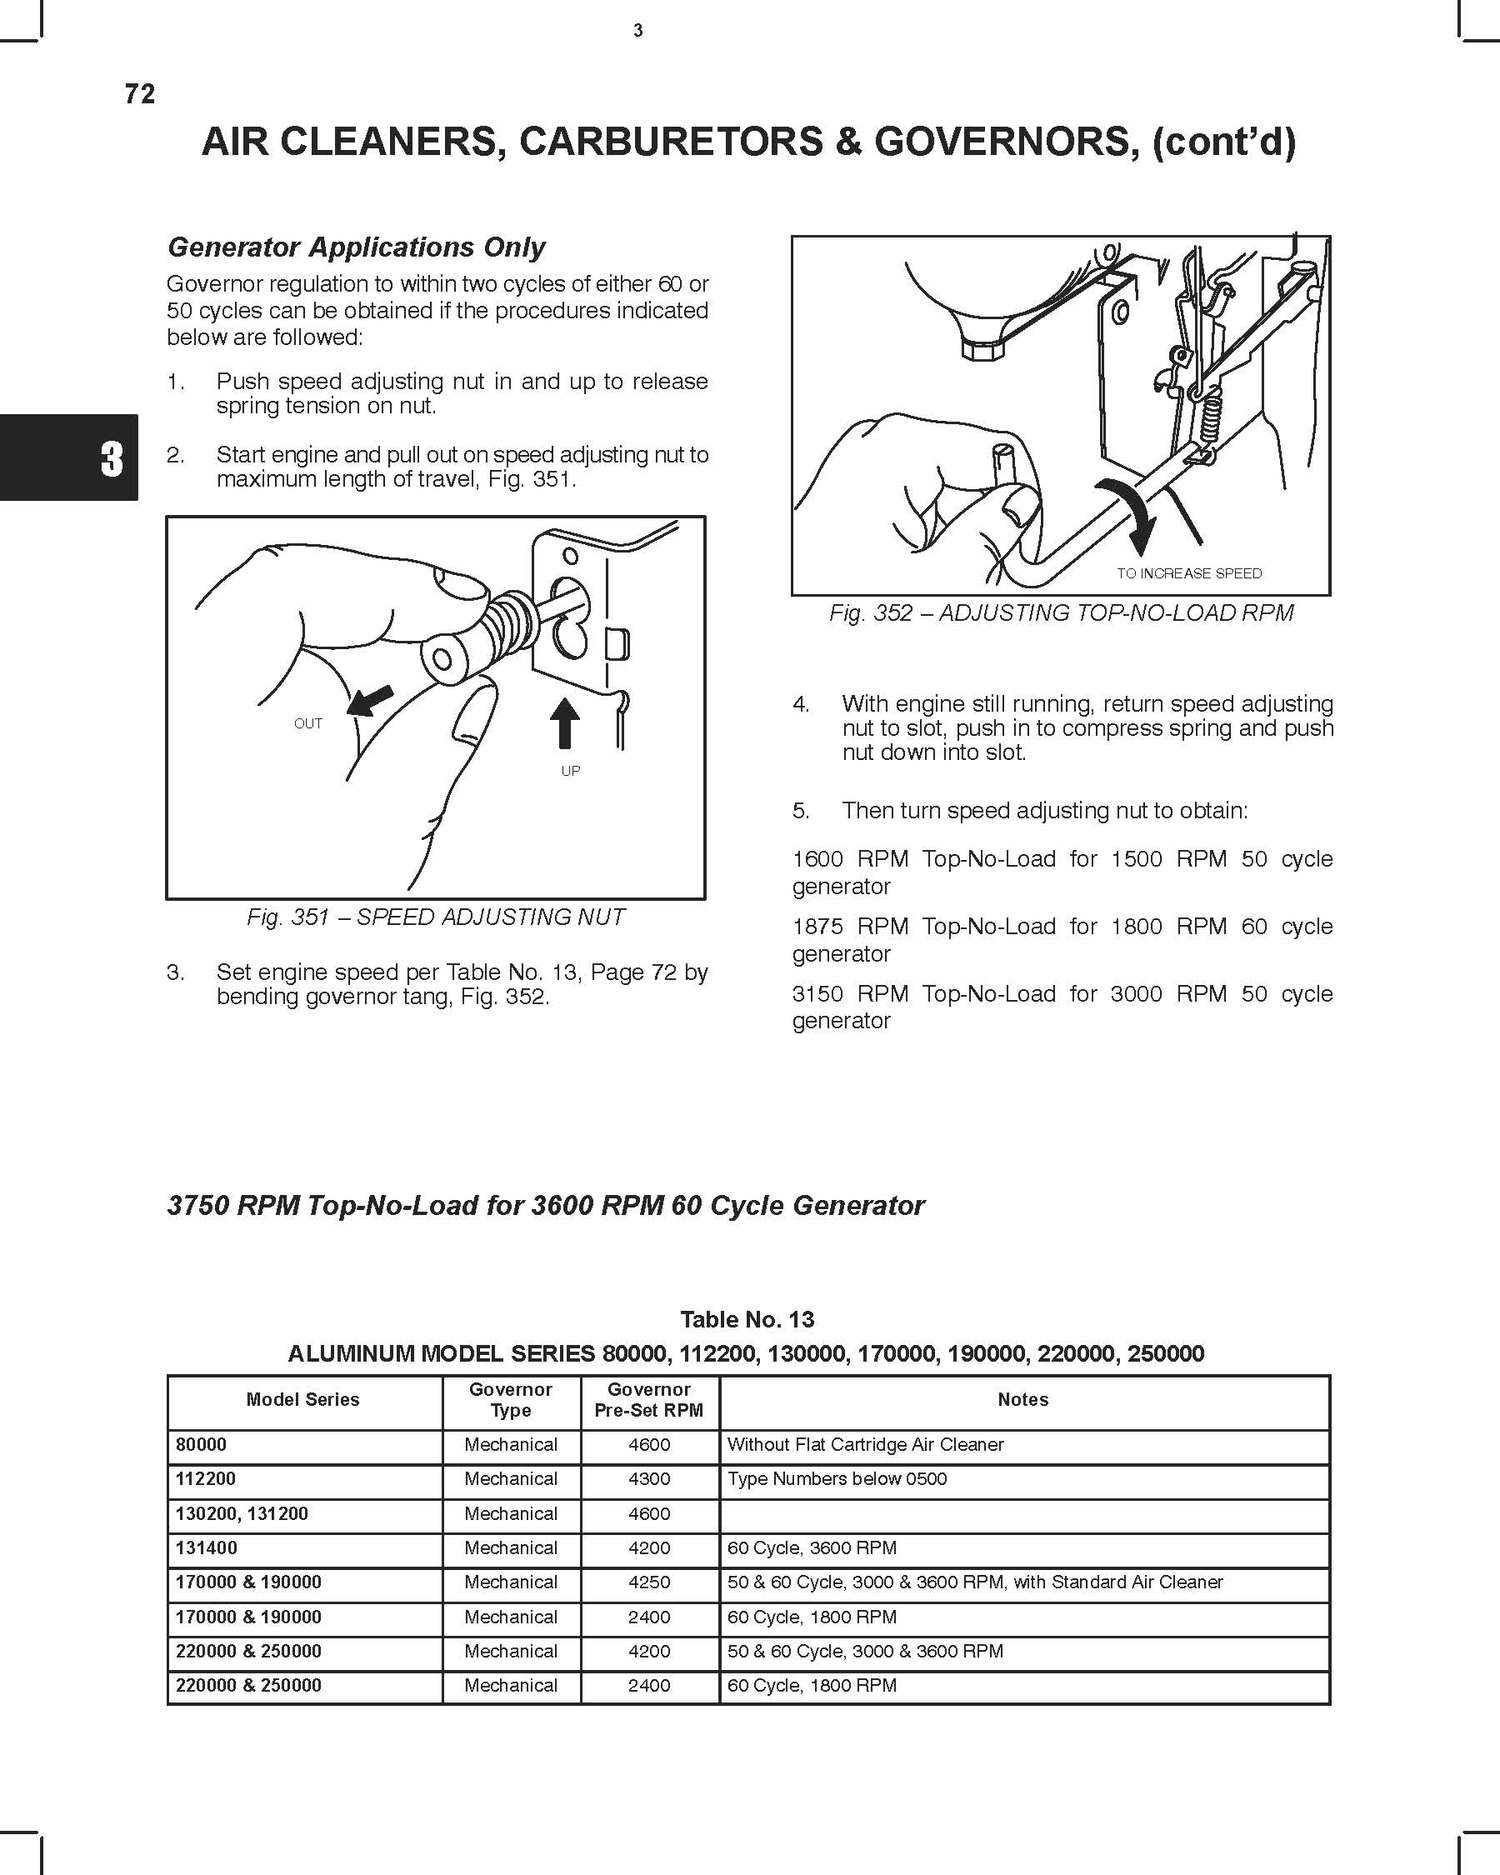 3
72
AIR CLEANERS, CARBURETORS & GOVERNORS, (cont’d)
Generator Applications Only
Governor regulation to within two cycles of either 60 or
50 cycles can be obtained if the procedures indicated
below are followed:
1. Push speed adjusting nut in and up to release
spring tension on nut.
3
2. Start engine and pull out on speed adjusting nut to
maximum length of travel, Fig. 351.
OUT
UP
Fig. 351 – SPEED ADJUSTING NUT
3. Set engine speed per Table No. 13, Page 72 by
bending governor tang, Fig. 352.
TO INCREASE SPEED
Fig. 352 – ADJUSTING TOP-NO-LOAD RPM
4. With engine still running, return speed adjusting
nut to slot, push in to compress spring and push
nut down into slot.
5. Then turn speed adjusting nut to obtain:
1600 RPM Top-No-Load for 1500 RPM 50 cycle
generator
1875 RPM Top-No-Load for 1800 RPM 60 cycle
generator
3150 RPM Top-No-Load for 3000 RPM 50 cycle
generator
3750 RPM Top-No-Load for 3600 RPM 60 Cycle Generator
Table No. 13
ALUMINUM MODEL SERIES 80000, 112200, 130000, 170000, 190000, 220000, 250000
Model Series Governor Type Governor Pre-Set RPM Notes
80000 Mechanical 4600 Without Flat Cartridge Air Cleaner
112200 Mechanical 4300 Type Numbers below 0500
130200, 131200 Mechanical 4600
131400 Mechanical 4200 60 Cycle, 3600 RPM
170000 & 190000 Mechanical 4250 50 & 60 Cycle, 3000 & 3600 RPM, with Standard Air Cleaner
170000 & 190000 Mechanical 2400 60 Cycle, 1800 RPM
220000 & 250000 Mechanical 4200 50 & 60 Cycle, 3000 & 3600 RPM
220000 & 250000 Mechanical 2400 60 Cycle, 1800 RPM